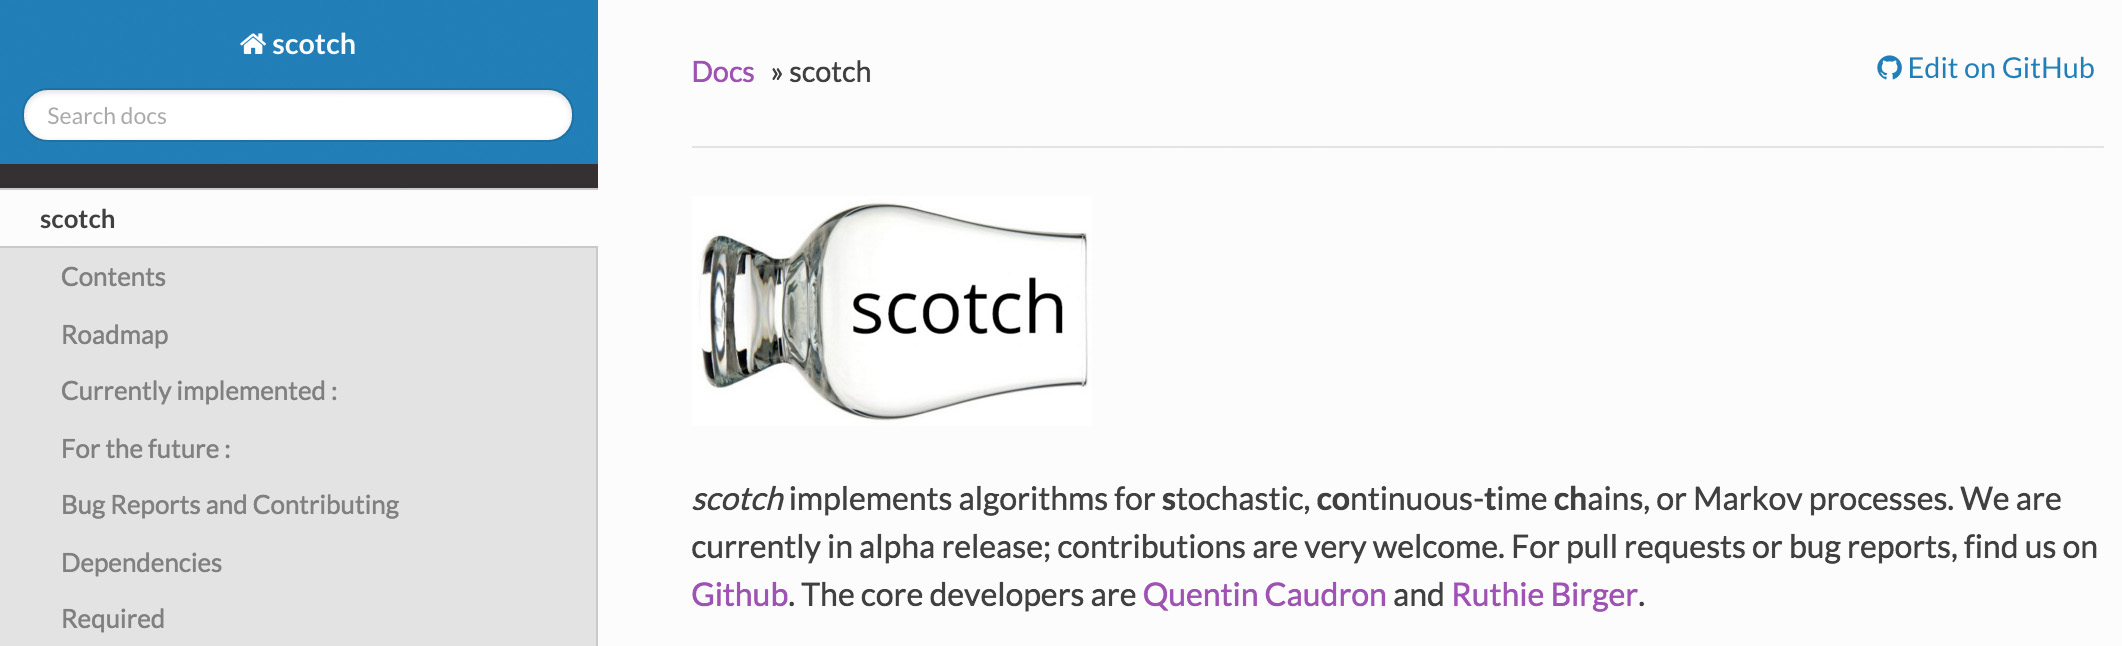 scotch
Search docs
scotch
Contents
Roadmap
Currently implemented :
For the future :
Bug Reports and Contributing
Dependencies
Required
Docs » scotch
Edit on GitHub
scotch
scotch implements algorithms for stochastic, continuous-time chains, or Markov processes. We are
currently in alpha release; contributions are very welcome. For pull requests or bug reports, find us on
Github. The core developers are Quentin Caudron and Ruthie Birger.